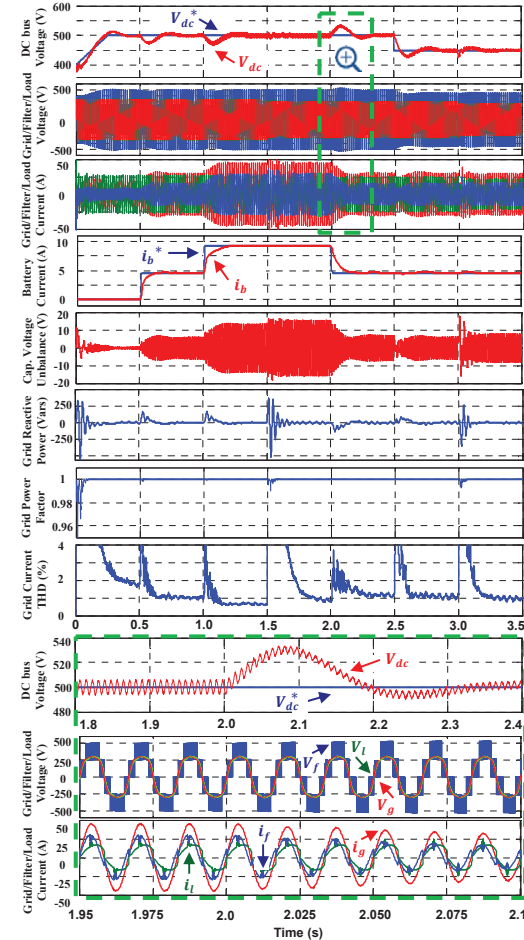 DC bus
Voltage (V)
600
500
400
V_dc*
V_dc
Grid/Filter/Load
Voltage (V)
500
0
-500
Grid/Filter/Load
Current (A)
50
0
-50
Battery
Current (A)
10
5
0
i_b*
i_b
Cap. Voltage
Unbalance (V)
20
10
0
-10
-20
Grid Reactive
Power (Vars)
250
0
-250
Grid Power
Factor
1
0.98
0.96
Grid Current
THD (%)
4
2
0
0 0.5 1.0 1.5 2.0 2.5 3.0 3.5
DC bus
Voltage (V)
540
520
500
480
V_dc
V_dc*
1.8 1.9 2.0 2.1 2.2 2.3 2.4
Grid/Filter/Load
Voltage (V)
500
250
0
-250
-500
V_f V_l
V_g
Grid/Filter/Load
Current (A)
50
25
0
-25
50
i_l i_f i_g
1.95 1.975 2.0 2.025 2.050 2.075 2.1
Time (s)